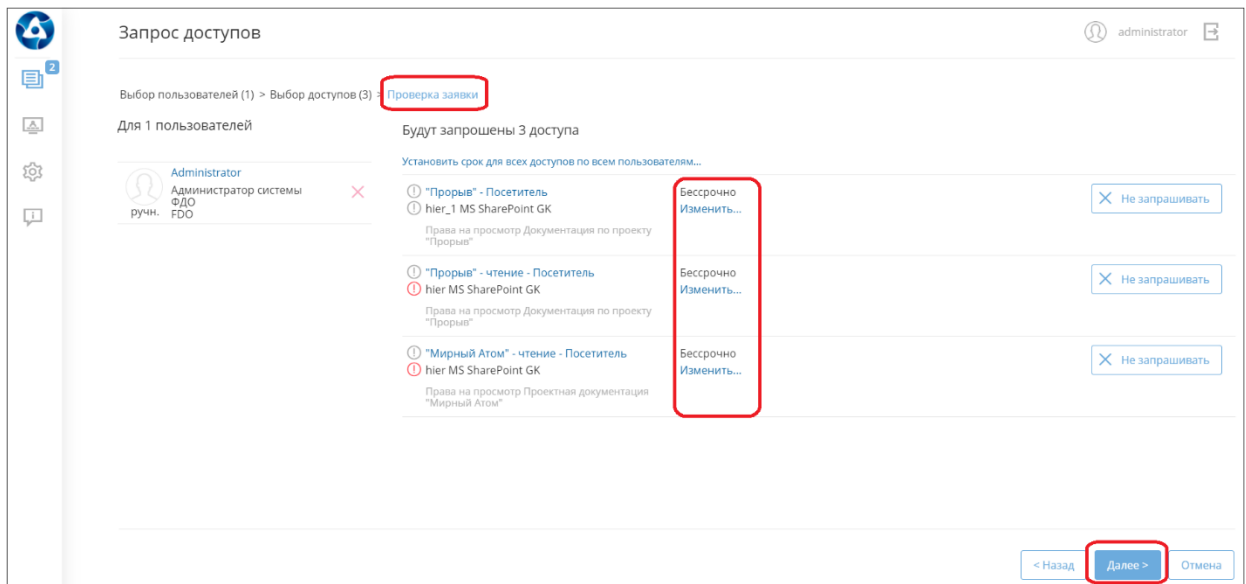 Запрос доступов
administrator
2
Выбор пользователей (1) > Выбор доступов (3) > Проверка заявки
Для 1 пользователей
Administrator
Администратор системы
ФДО
ручн. FDO
Будут запрошены 3 доступа
Установить срок для всех доступов по всем пользователям...
"Прорыв" - Посетитель
Бессрочно
hier_1 MS SharePoint GK
Изменить...
Не запрашивать
Права на просмотр Документация по проекту
"Прорыв"
"Прорыв" - чтение - Посетитель
Бессрочно
hier MS SharePoint GK
Изменить...
Не запрашивать
Права на просмотр Документация по проекту
"Прорыв"
"Мирный Атом" - чтение - Посетитель
Бессрочно
hier MS SharePoint GK
Изменить...
Не запрашивать
Права на просмотр Проектная документация
"Мирный Атом"
< Назад
Далее >
Отмена